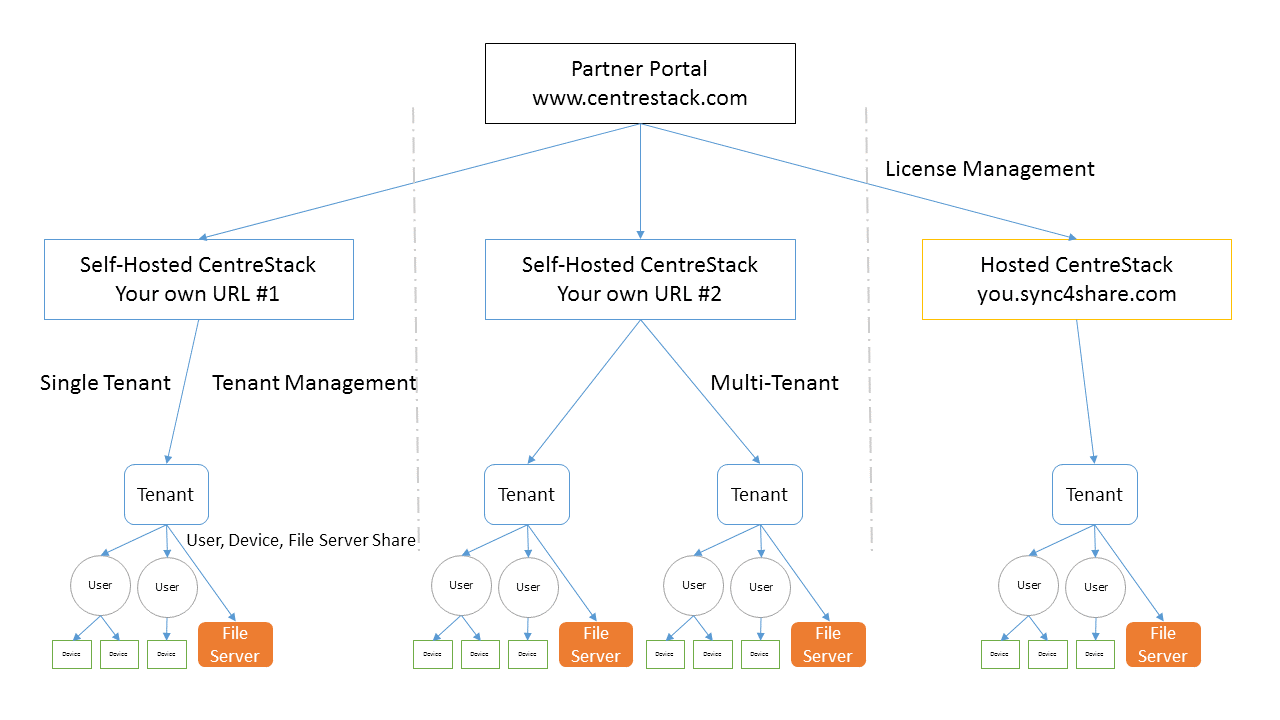 Partner Portal
www.centrestack.com
License Management
Self-Hosted CentreStack
Your own URL #1
Self-Hosted CentreStack
Your own URL #2
Hosted CentreStack
you.sync4share.com
Single Tenant
Tenant Management
Multi-Tenant
Tenant
Tenant
Tenant
Tenant
User, Device, File Server Share
User
User
User
User
User
User
User
User
Device
Device
Device
File
Server
Device
Device
Device
File
Server
Device
Device
Device
File
Server
Device
Device
Device
File
Server